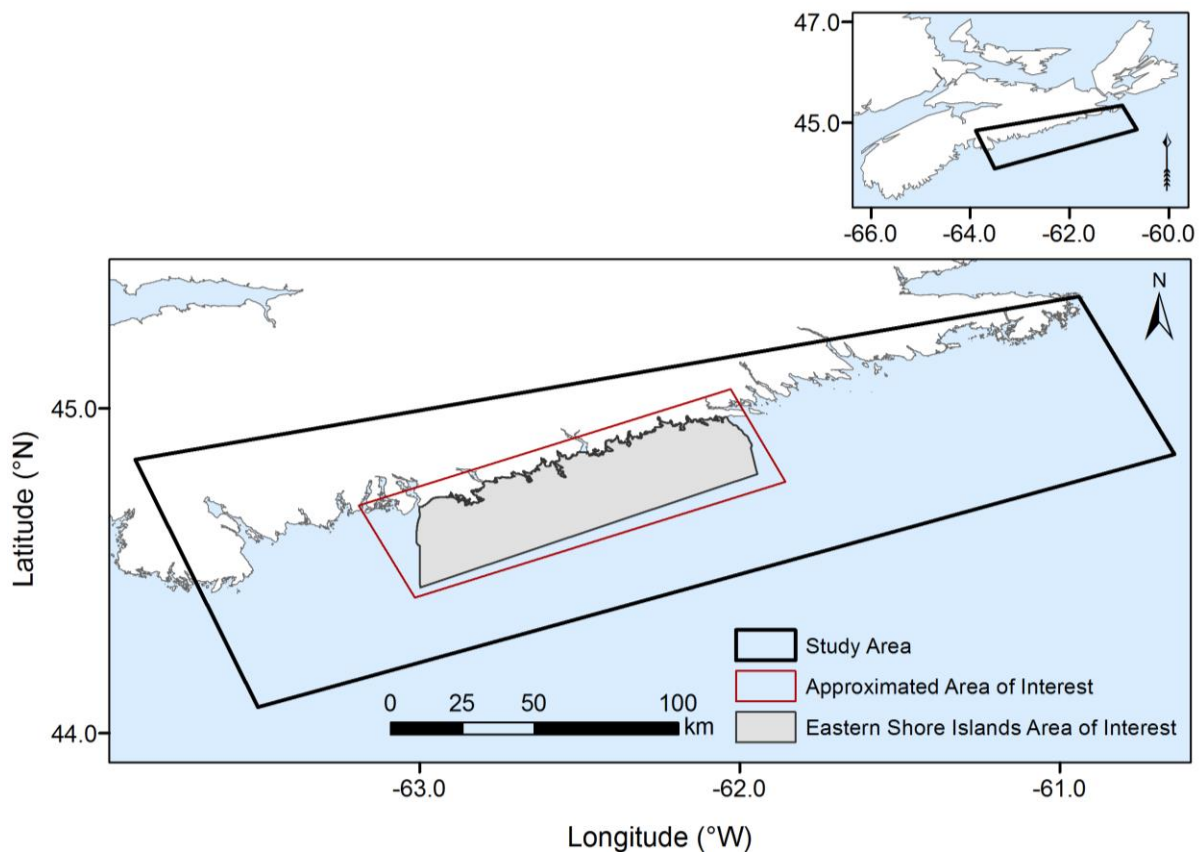 47.0
45.0
-66.0 -64.0 -62.0 -60.0
N
45.0
44.0
Latitude (°N)
Study Area
Approximated Area of Interest
Eastern Shore Islands Area of Interest
0 25 50 100
km
-63.0 -62.0 -61.0
Longitude (°W)